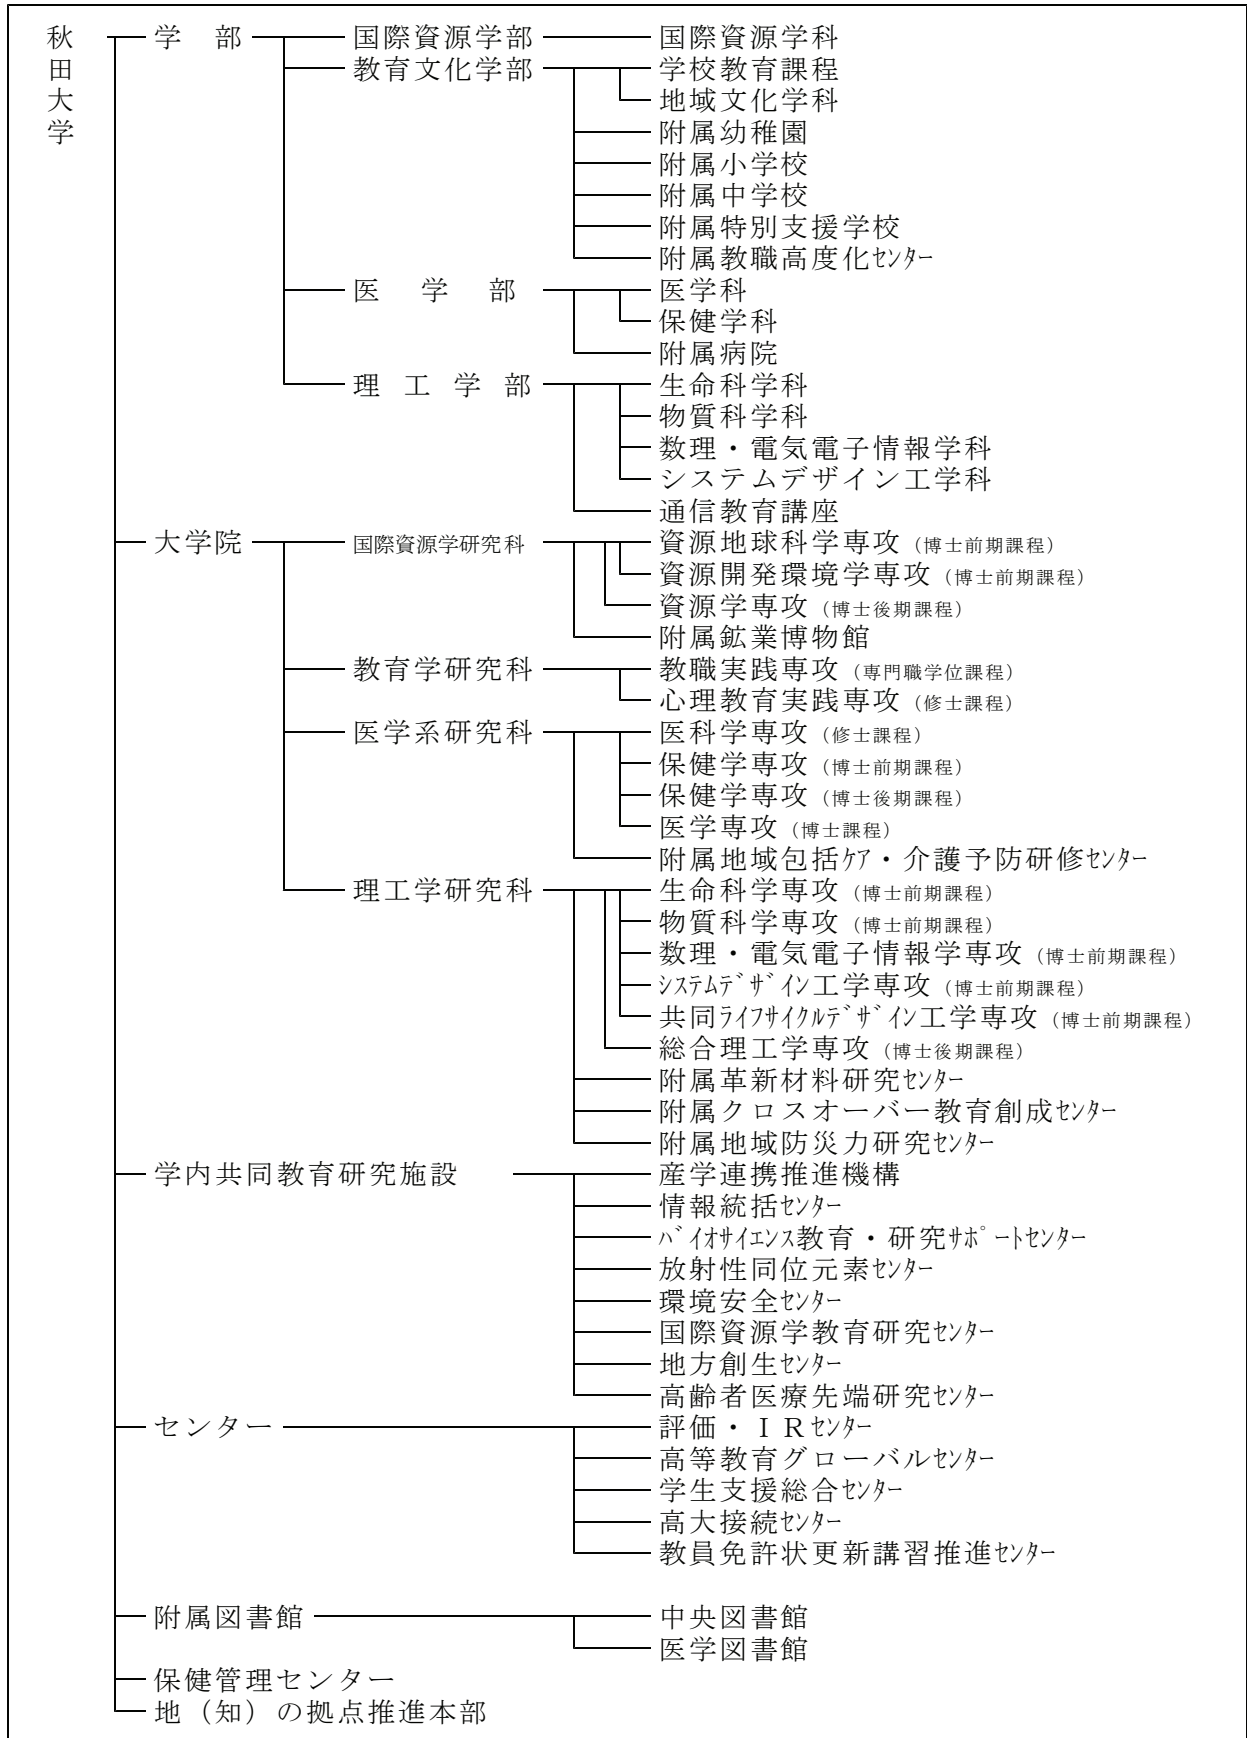 秋田大学 学部 国際資源学部 国際資源学科
教育文化学部 学校教育課程
地域文化学科
附属幼稚園
附属小学校
附属中学校
附属特別支援学校
附属教職高度化ｾﾝﾀｰ
医学部 医学科
保健学科
附属病院
理工学部 生命科学科
物質科学科
数理・電気電子情報学科
システムデザイン工学科
通信教育講座
大学院 国際資源学研究科 資源地球科学専攻（博士前期課程）
資源開発環境学専攻（博士前期課程）
資源学専攻（博士後期課程）
附属鉱業博物館
教育学研究科 教職実践専攻（専門職学位課程）
心理教育実践専攻（修士課程）
医学系研究科 医科学専攻（修士課程）
保健学専攻（博士前期課程）
保健学専攻（博士後期課程）
医学専攻（博士課程）
附属地域包括ｹｱ・介護予防研修ｾﾝﾀｰ
理工学研究科 生命科学専攻（博士前期課程）
物質科学専攻（博士前期課程）
数理・電気電子情報学専攻（博士前期課程）
ｼｽﾃﾑﾃﾞｻﾞｲﾝ工学専攻（博士前期課程）
共同ﾗｲﾌｻｲｸﾙﾃﾞｻﾞｲﾝ工学専攻（博士前期課程）
総合理工学専攻（博士後期課程）
附属革新材料研究ｾﾝﾀｰ
附属クロスオーバー教育創成ｾﾝﾀｰ
附属地域防災力研究ｾﾝﾀｰ
学内共同教育研究施設 産学連携推進機構
情報統括ｾﾝﾀｰ
ﾊﾞｲｵｻｲｴﾝｽ教育・研究ｻﾎﾟｰﾄｾﾝﾀｰ
放射性同位元素ｾﾝﾀｰ
環境安全ｾﾝﾀｰ
国際資源学教育研究ｾﾝﾀｰ
地方創生ｾﾝﾀｰ
高齢者医療先端研究ｾﾝﾀｰ
センター 評価・ＩＲｾﾝﾀｰ
高等教育グローバルｾﾝﾀｰ
学生支援総合ｾﾝﾀｰ
高大接続ｾﾝﾀｰ
教員免許状更新講習推進ｾﾝﾀｰ
附属図書館 中央図書館
医学図書館
保健管理センター
地（知）の拠点推進本部